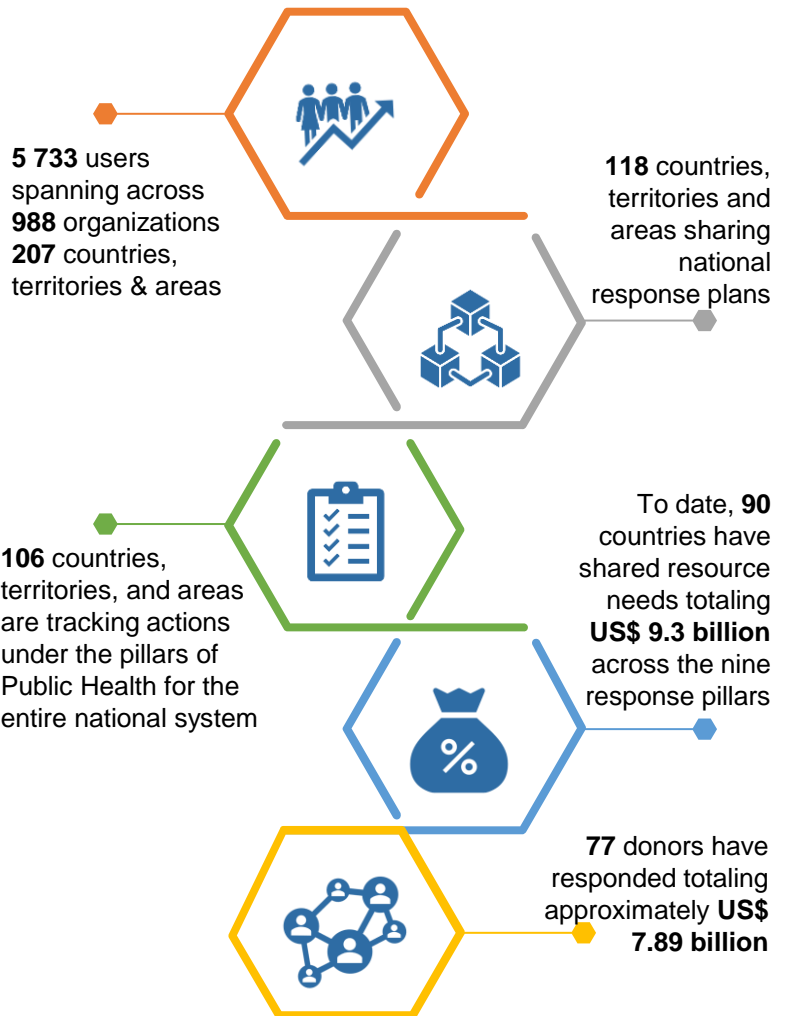 5 733 users
spanning across
988 organizations
207 countries,
territories & areas
118 countries,
territories and
areas sharing
national
response plans
106 countries,
territories, and areas
are tracking actions
under the pillars of
Public Health for the
entire national system
To date, 90
countries have
shared resource
needs totaling
US$ 9.3 billion
across the nine
response pillars
%
77 donors have
responded totaling
approximately US$
7.89 billion